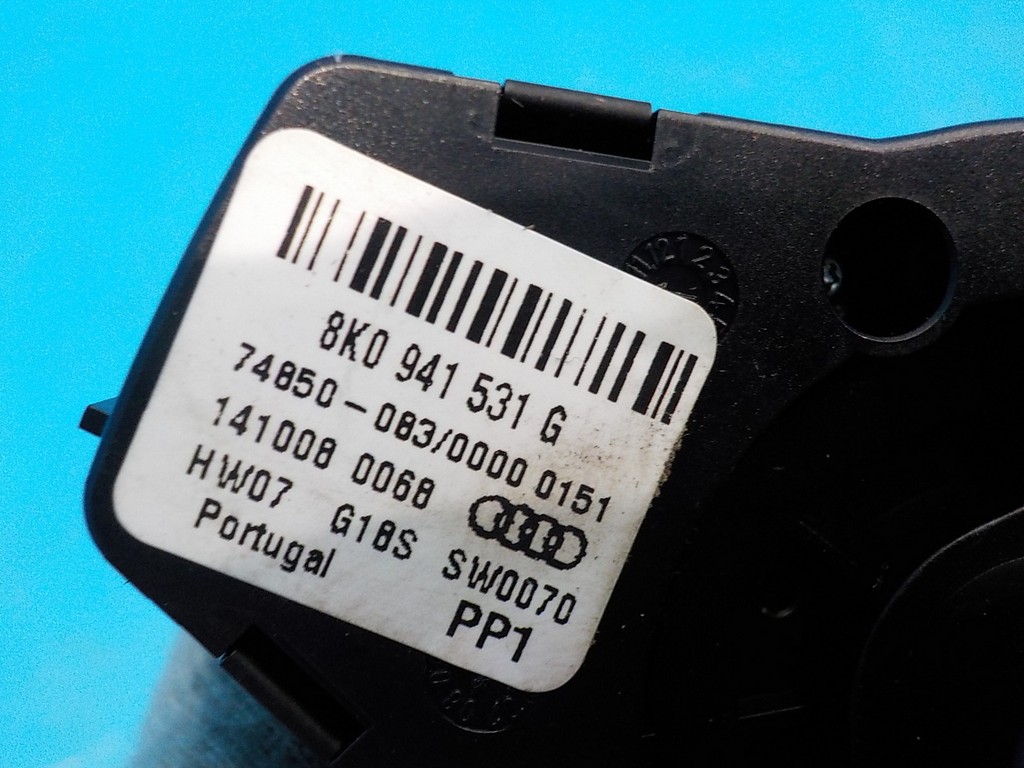 8K0 941 531 G
74850-083/0000 0151
141008 0068
HW07 G18S SW0070
Portugal PP1